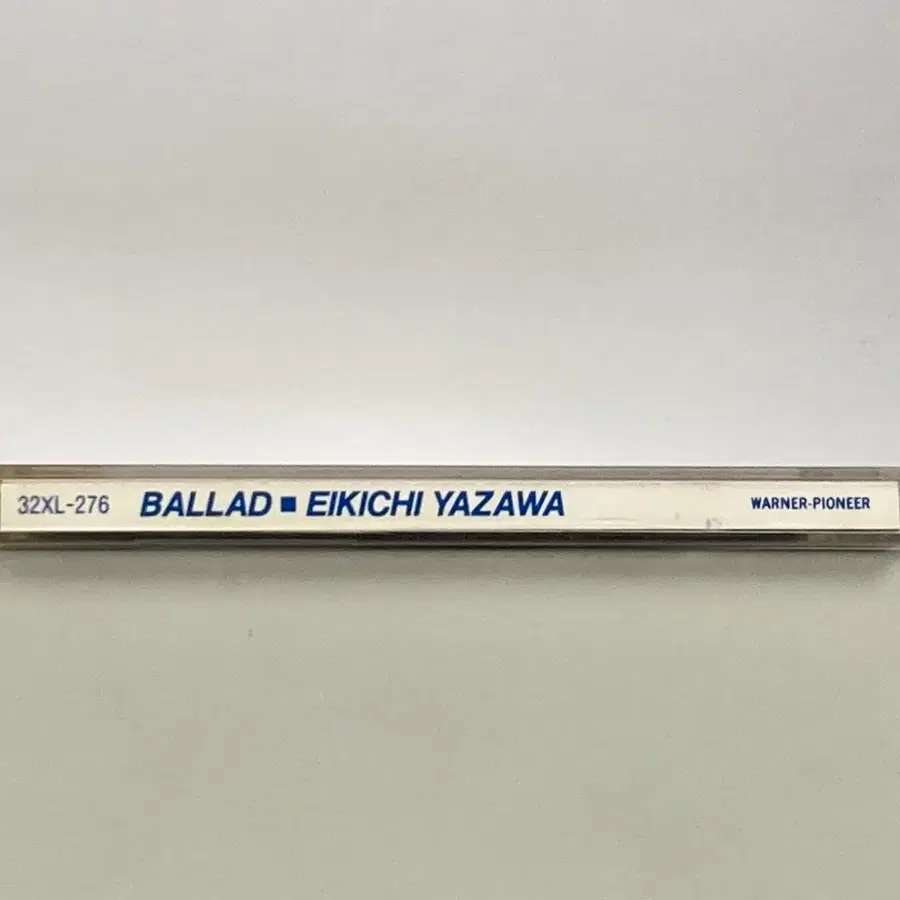 32XL-276 BALLAD ■ EIKICHI YAZAWA WARNER-PIONEER